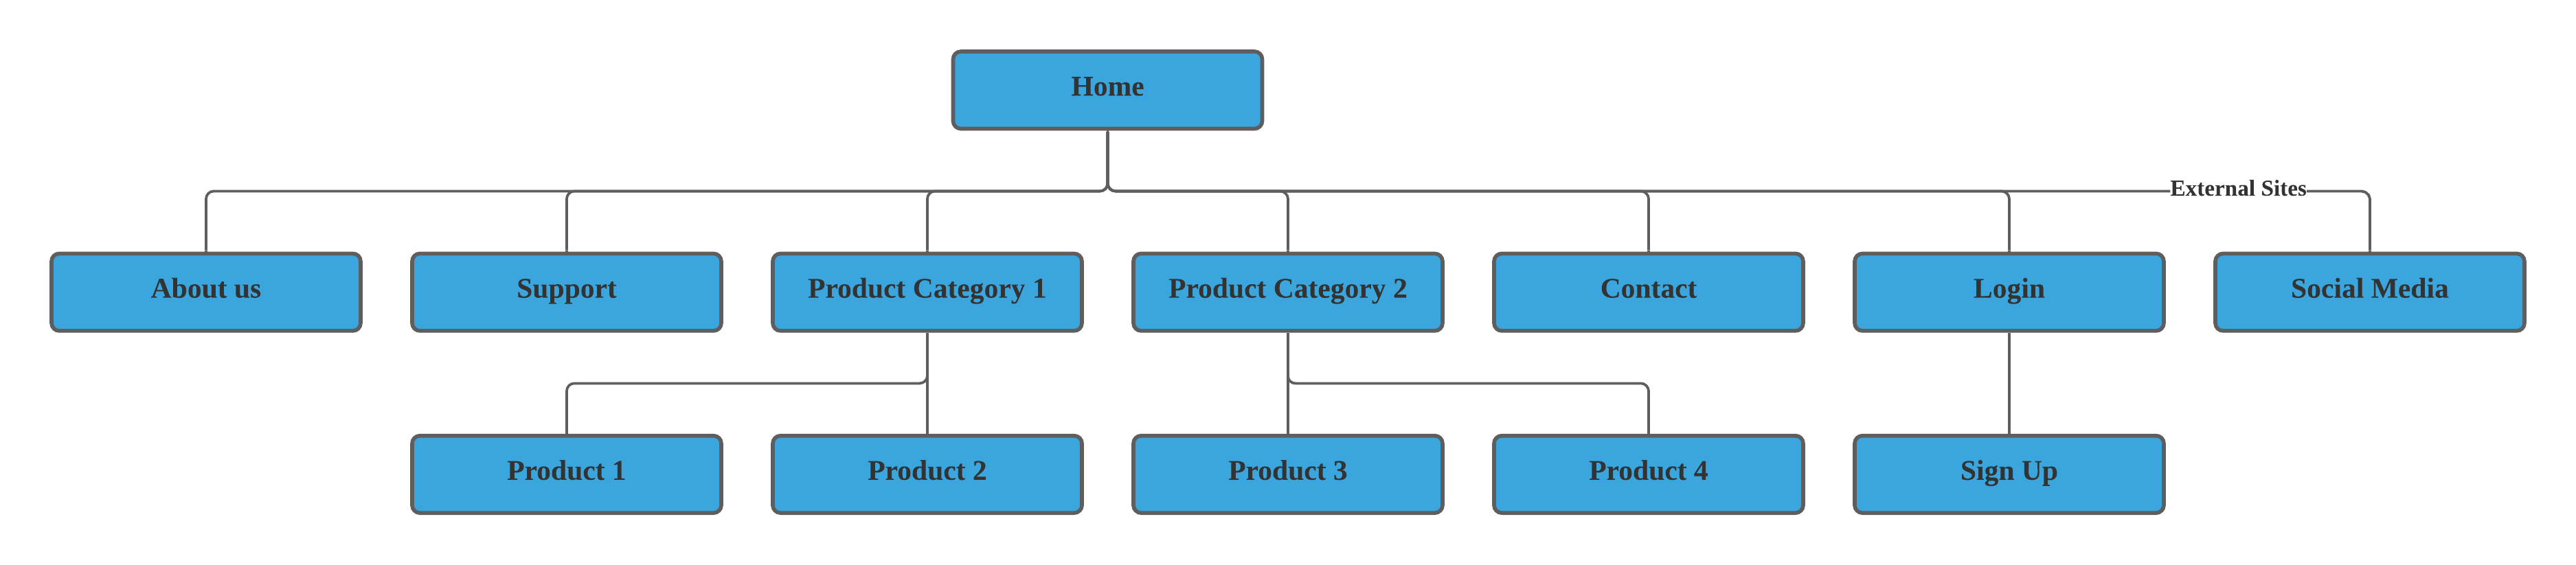 Home
External Sites
About us
Support
Product Category 1
Product Category 2
Contact
Login
Social Media
Product 1
Product 2
Product 3
Product 4
Sign Up